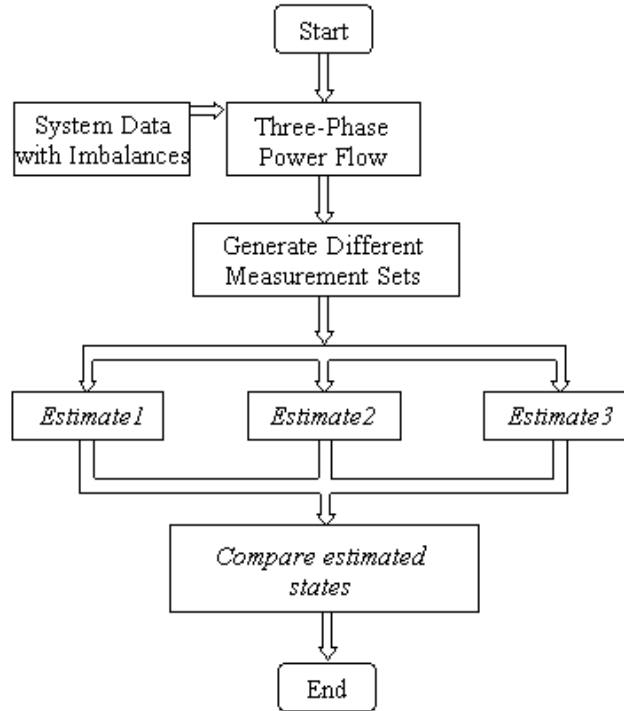 Start
System Data
with Imbalances
Three-Phase
Power Flow
Generate Different
Measurement Sets
Estimate1
Estimate2
Estimate3
Compare estimated
states
End